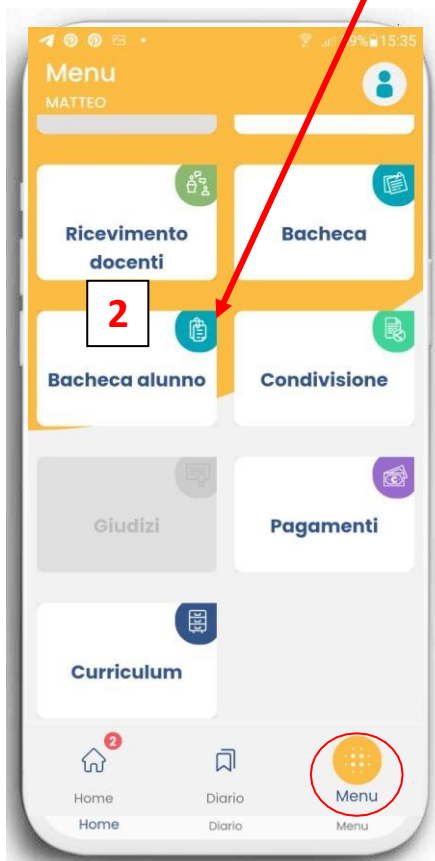 9%15:35
Menu
MATTEO
Ricevimento
docenti
Bacheca
2
Bacheca alunno
Condivisione
Giudizi
Pagamenti
Curriculum
2
Home
Diario
Menu
Home
Diario
Menu